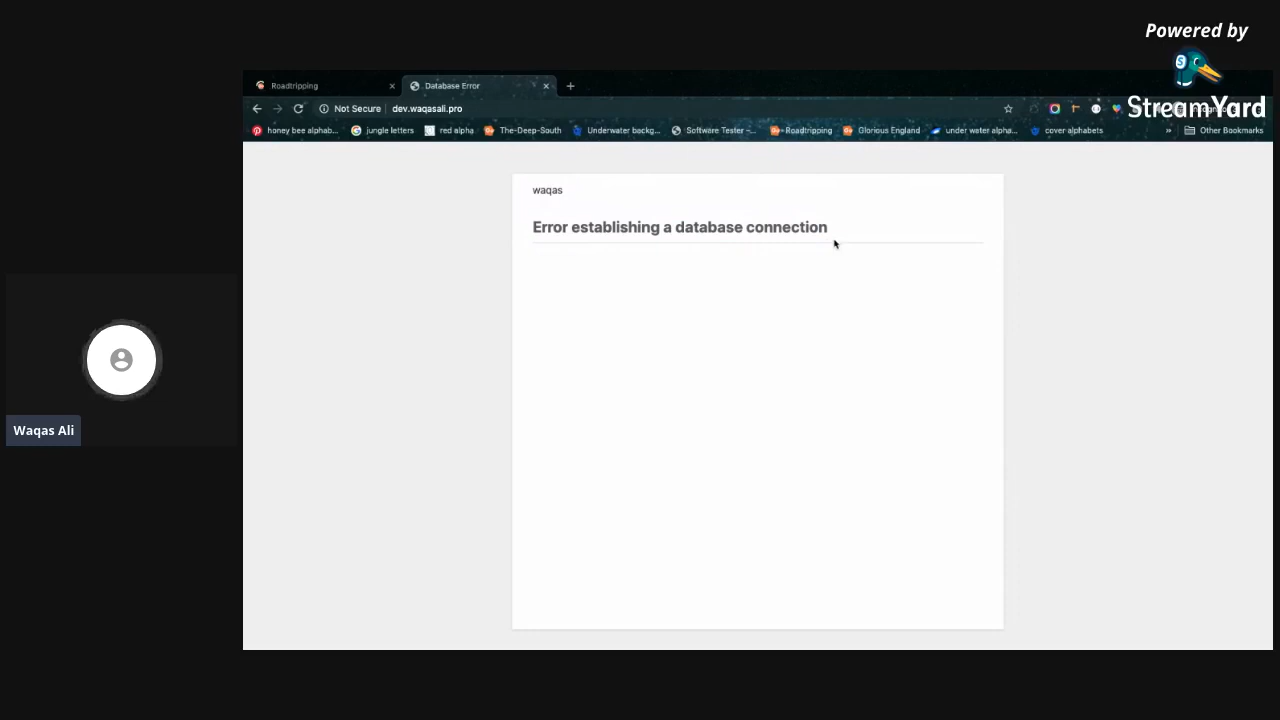 Powered by
StreamYard
Roadtripping
Database Error
Not Secure
dev.waqasali.pro
honey bee alphab...
jungle letters
red alpha
The-Deep-South
Underwater backg...
Software Tester –...
Roadtripping
Glorious England
under water alpha...
cover alphabets
»
Other Bookmarks
waqas
Error establishing a database connection
Waqas Ali